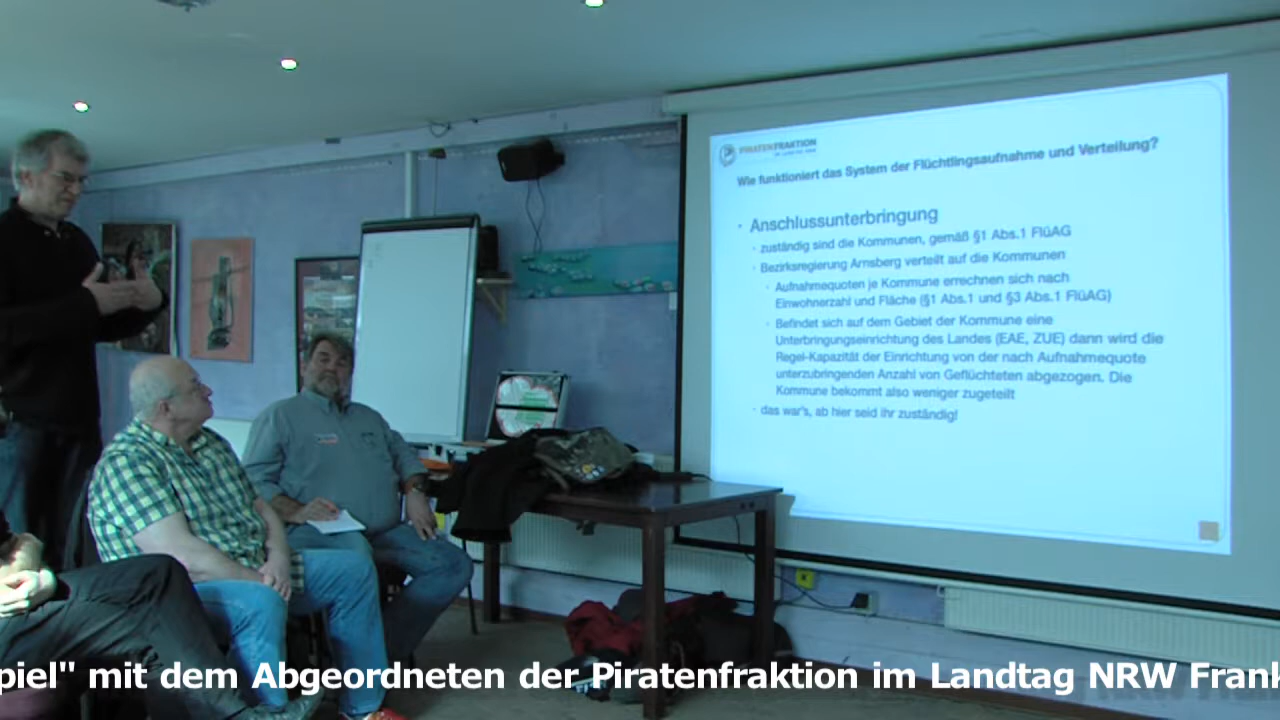 PIRATENFRAKTION
IM LANDTAG NRW
Wie funktioniert das System der Flüchtlingsaufnahme und Verteilung?
• Anschlussunterbringung
• zuständig sind die Kommunen, gemäß §1 Abs.1 FlüAG
• Bezirksregierung Arnsberg verteilt auf die Kommunen
• Aufnahmequoten je Kommune errechnen sich nach
Einwohnerzahl und Fläche (§1 Abs.1 und §3 Abs.1 FlüAG)
• Befindet sich auf dem Gebiet der Kommune eine
Unterbringungseinrichtung des Landes (EAE, ZUE) dann wird die
Regel-Kapazität der Einrichtung von der nach Aufnahmequote
unterzubringenden Anzahl von Geflüchteten abgezogen. Die
Kommune bekommt also weniger zugeteilt
• das war's, ab hier seid ihr zuständig!
piel" mit dem Abgeordneten der Piratenfraktion im Landtag NRW Frank